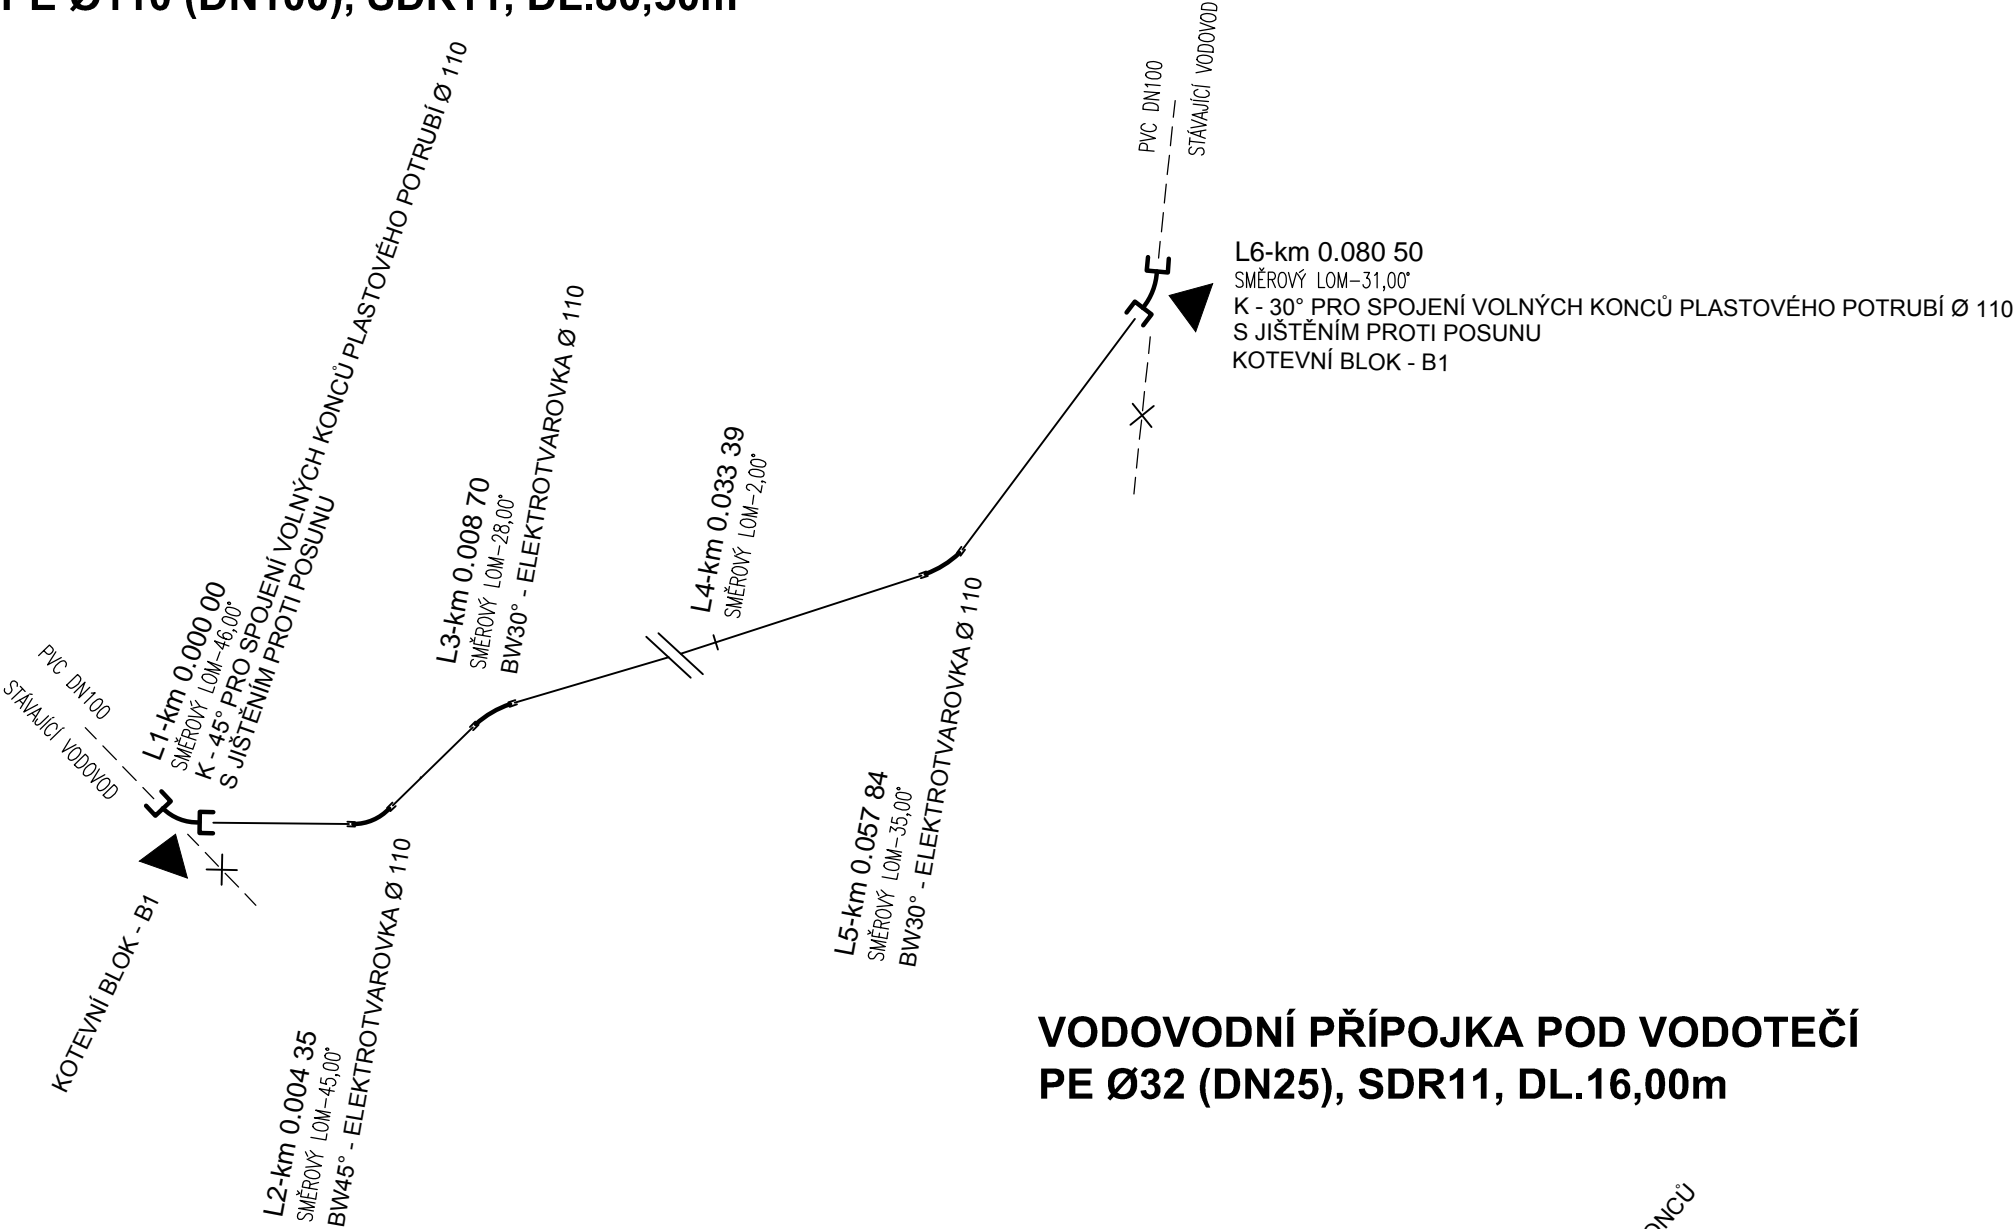 PE Ø110 (DN100), SDR11, DL.80,50m
PVC DN100
STÁVAJÍCÍ VODOVOD
L6-km 0.080 50
SMĚROVÝ LOM-31,00°
K - 30° PRO SPOJENÍ VOLNÝCH KONCŮ PLASTOVÉHO POTRUBÍ Ø 110
S JIŠTĚNÍM PROTI POSUNU
KOTEVNÍ BLOK - B1
PVC DN100
STÁVAJÍCÍ VODOVOD
L1-km 0.000 00
SMĚROVÝ LOM-46,00°
K - 45° PRO SPOJENÍ VOLNÝCH KONCŮ PLASTOVÉHO POTRUBÍ Ø 110
S JIŠTĚNÍM PROTI POSUNU
KOTEVNÍ BLOK - B1
L3-km 0.008 70
SMĚROVÝ LOM-28,00°
BW30° - ELEKTROTVAROVKA Ø 110
L4-km 0.033 39
SMĚROVÝ LOM-2,00°
L2-km 0.004 35
SMĚROVÝ LOM-45,00°
BW45° - ELEKTROTVAROVKA Ø 110
L5-km 0.057 84
SMĚROVÝ LOM-35,00°
BW30° - ELEKTROTVAROVKA Ø 110
VODOVODNÍ PŘÍPOJKA POD VODOTEČÍ
PE Ø32 (DN25), SDR11, DL.16,00m